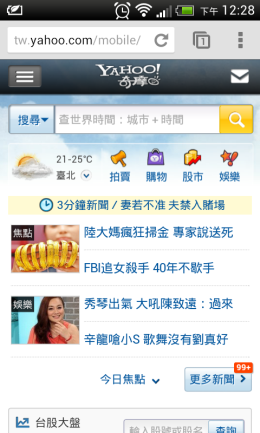 下午 12:28
tw.yahoo.com/mobile/
1
YAHOO!
奇摩
搜尋 查世界時間：城市+時間
21-25°C
臺北
拍賣 購物 股市 娛樂
3分鐘新聞 / 妻若不准 夫禁入賭場
焦點
陸大媽瘋狂掃金 專家說送死
FBI追女殺手 40年不歇手
娛樂
秀琴出氣 大吼陳致遠：過來
辛龍嗆小S 歌舞沒有劉真好
今日焦點
更多新聞
99+
台股大盤
輸入股號或股名
查詢